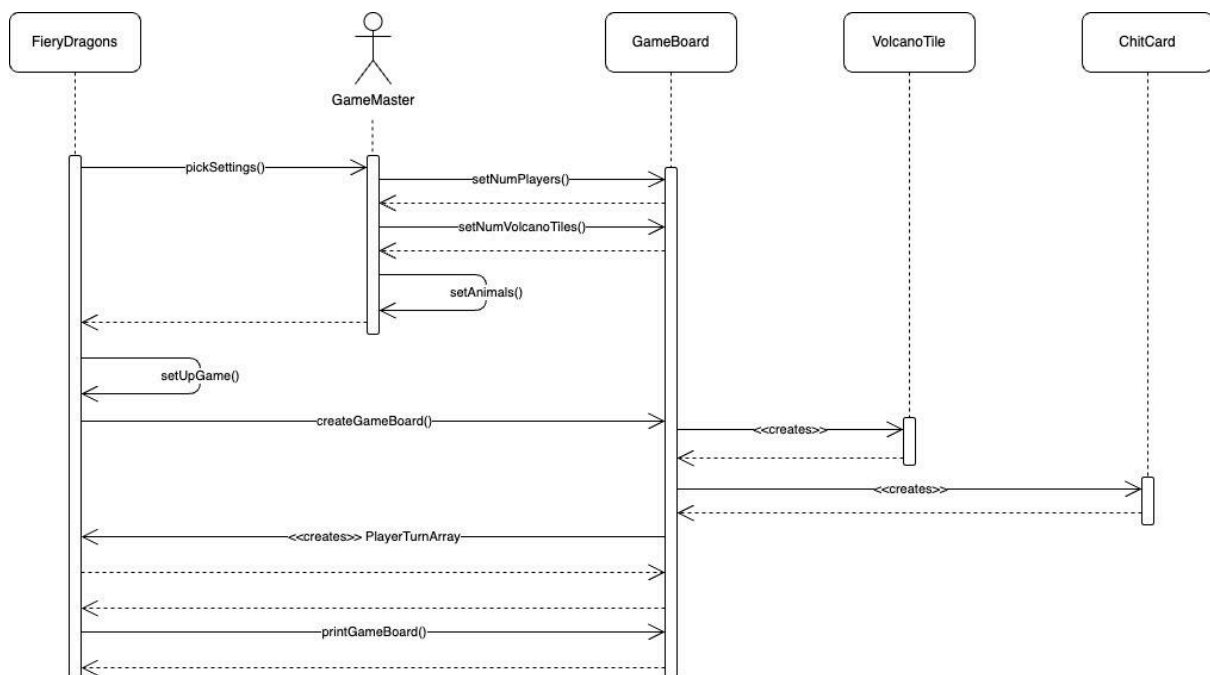 FieryDragons
GameMaster
GameBoard
VolcanoTile
ChitCard
pickSettings()
setNumPlayers()
setNumVolcanoTiles()
setAnimals()
setUpGame()
createGameBoard()
<<creates>>
<<creates>>
<<creates>> PlayerTurnArray
printGameBoard()